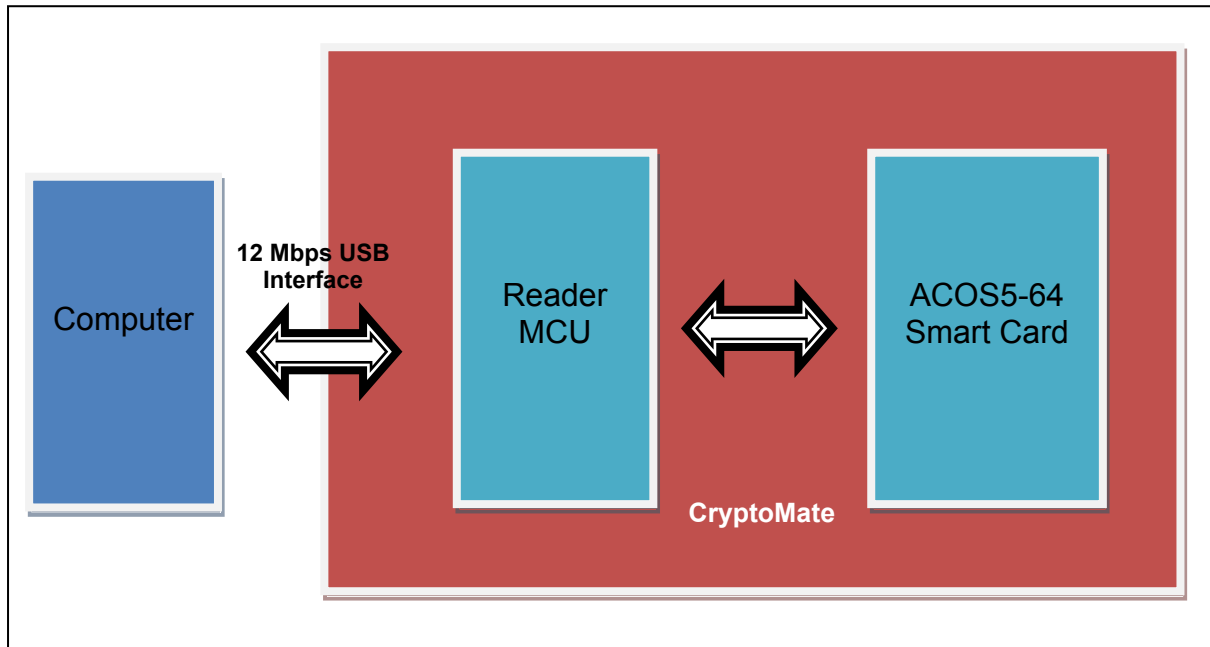 Computer
12 Mbps USB
Interface
Reader
MCU
ACOS5-64
Smart Card
CryptoMate